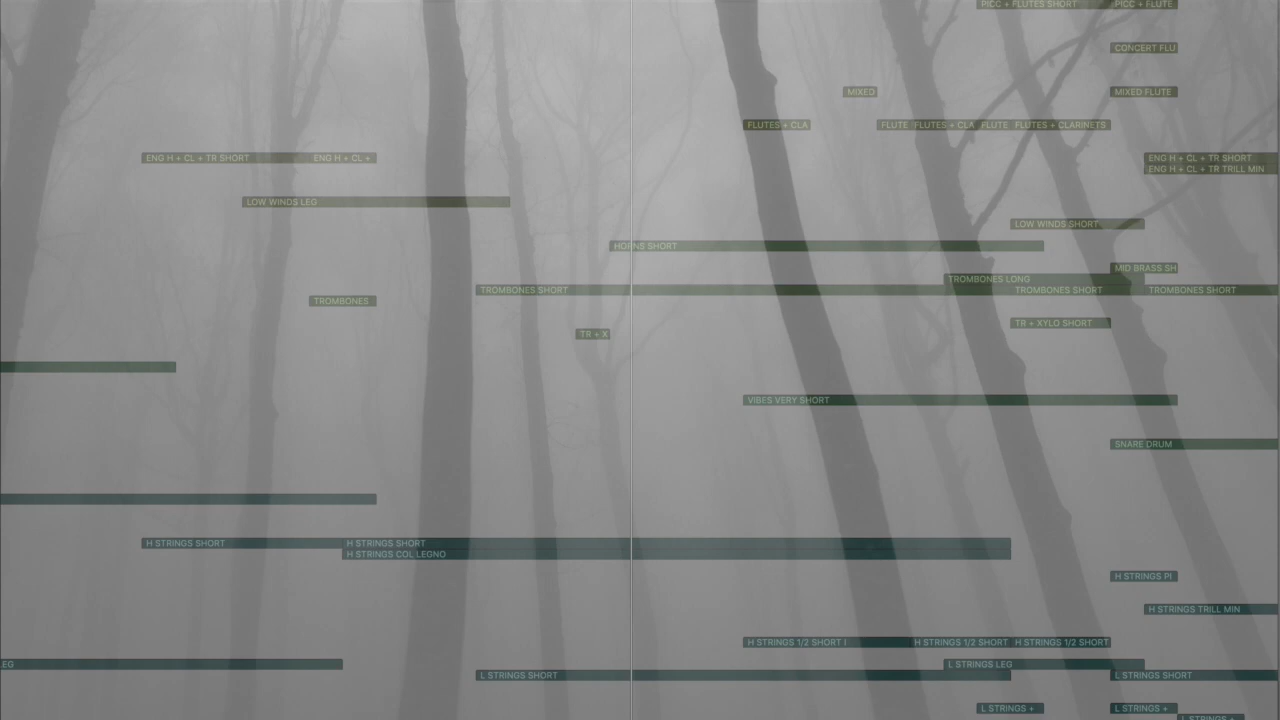 PICC + FLUTES SHORT PICC + FLUTE
CONCERT FLU
MIXED MIXED FLUTE
FLUTES + CLA FLUTE FLUTES + CLA FLUTE FLUTES + CLARINETS
ENG H + CL + TR SHORT ENG H + CL + ENG H + CL + TR SHORT
ENG H + CL + TR TRILL MIN
LOW WINDS LEG
LOW WINDS SHORT
HORNS SHORT
MID BRASS SH
TROMBONES LONG
TROMBONES SHORT TROMBONES SHORT TROMBONES SHORT
TROMBONES
TR + XYLO SHORT
TR + X
VIBES VERY SHORT
SNARE DRUM
H STRINGS SHORT H STRINGS SHORT
H STRINGS COL LEGNO
H STRINGS PI
H STRINGS TRILL MIN
H STRINGS 1/2 SHORT I H STRINGS 1/2 SHORT H STRINGS 1/2 SHORT
LEG L STRINGS LEG
L STRINGS SHORT L STRINGS SHORT
L STRINGS + L STRINGS +
L STRINGS +